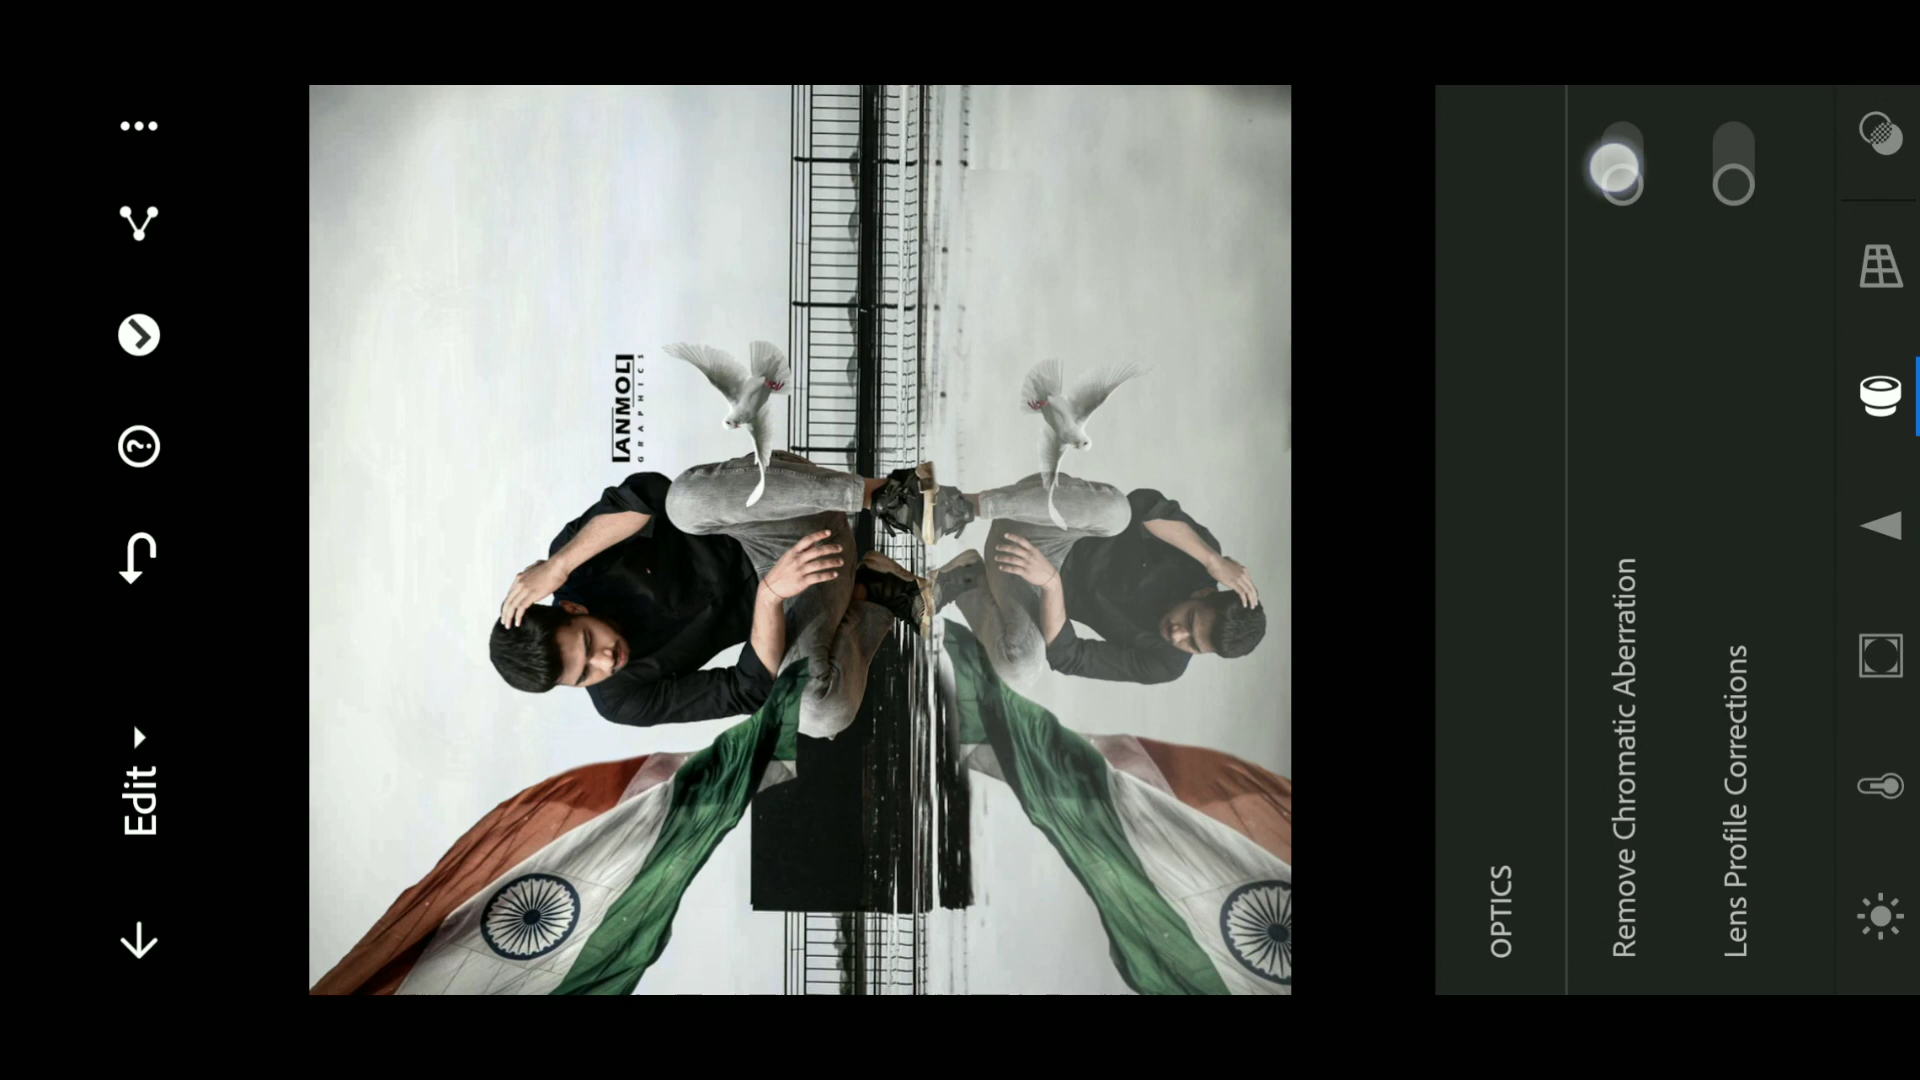 Edit
ANMOL
GRAPHICS
OPTICS
Remove Chromatic Aberration
Lens Profile Corrections